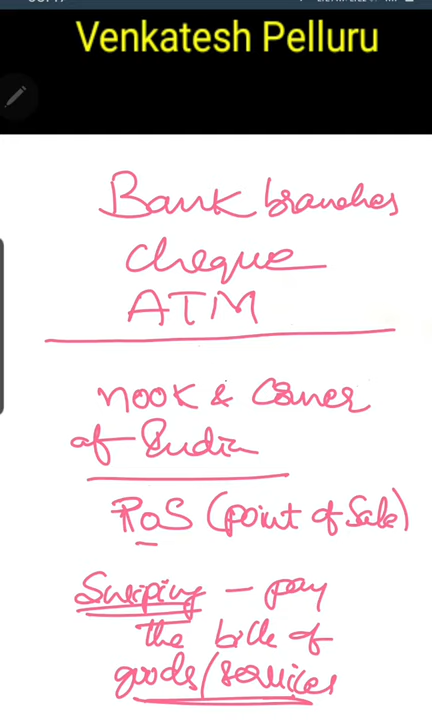 Venkatesh Pelluru
Bank branches
cheque
ATM
nook & corner
of India
PoS (point of Sale)
Swiping – pay
the bills of
goods/services